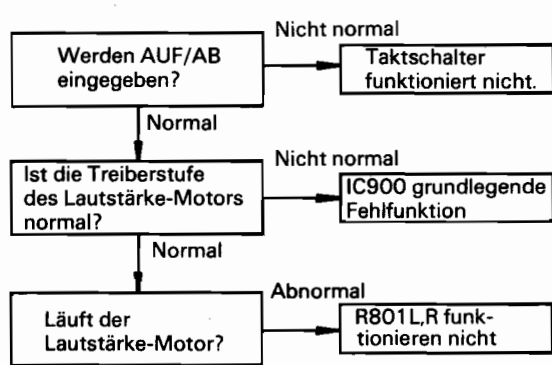 Werden AUF/AB
eingegeben?
Nicht normal
Taktschalter
funktioniert nicht.
Normal
Ist die Treiberstufe
des Lautstärke-Motors
normal?
Nicht normal
IC900 grundlegende
Fehlfunktion
Normal
Läuft der
Lautstärke-Motor?
Abnormal
R801L,R funk-
tionieren nicht